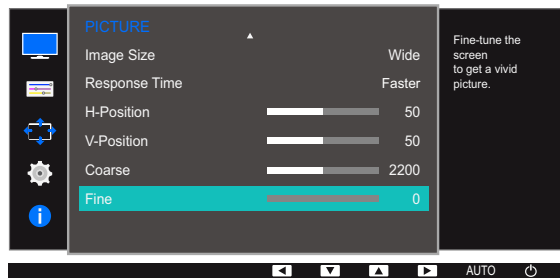 PICTURE
Image Size Wide
Response Time Faster
H-Position 50
V-Position 50
Coarse 2200
Fine 0
Fine-tune the
screen
to get a vivid
picture.
AUTO